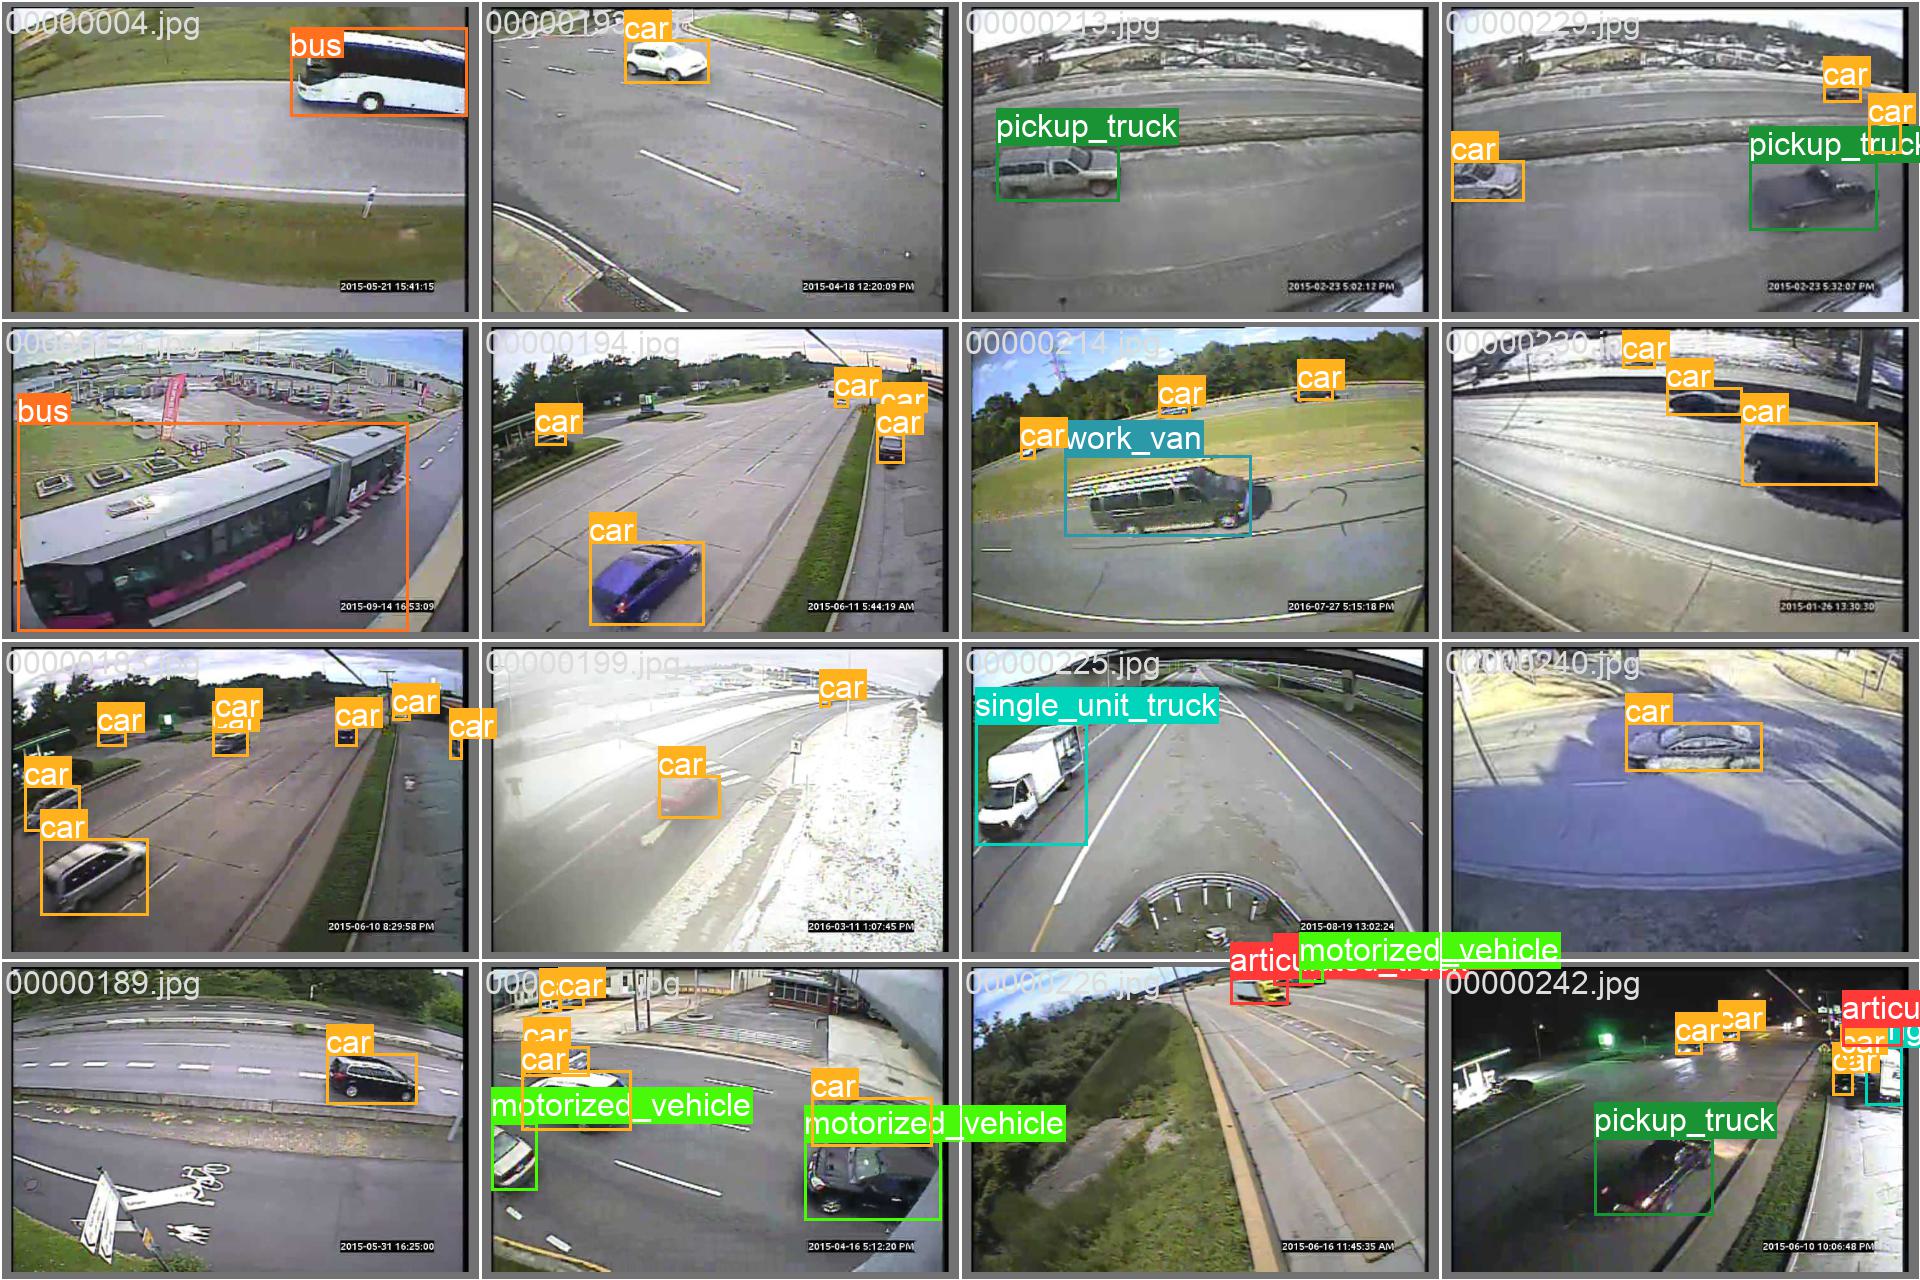 00000004.jpg
bus
2015-05-21 15:41:15
car
2015-04-18 12:20:09 PM
00000213.jpg
pickup_truck
2015-02-23 5:02:12 PM
00000229.jpg
car
car
car
pickup_truck
2015-02-23 5:32:07 PM
bus
2015-09-14 16:53:09
00000194.jpg
car
car
car
car
car
2015-06-11 5:44:19 AM
00000214.jpg
car
car
car
work_van
2016-07-27 5:15:18 PM
car
car
car
2015-01-26 13:30:30
car
car
car
car
car
car
car
car
2015-06-10 8:29:58 PM
00000199.jpg
car
car
2016-03-11 1:07:45 PM
00000225.jpg
single_unit_truck
2015-08-19 13:02:24
00000240.jpg
car
00000189.jpg
car
2015-05-31 16:25:00
car
car
car
motorized_vehicle
car
motorized_vehicle
2015-04-16 5:12:20 PM
00000226.jpg
motorized_vehicle
2015-06-16 11:45:35 AM
00000242.jpg
car
car
car
car
pickup_truck
2015-06-10 10:06:48 PM